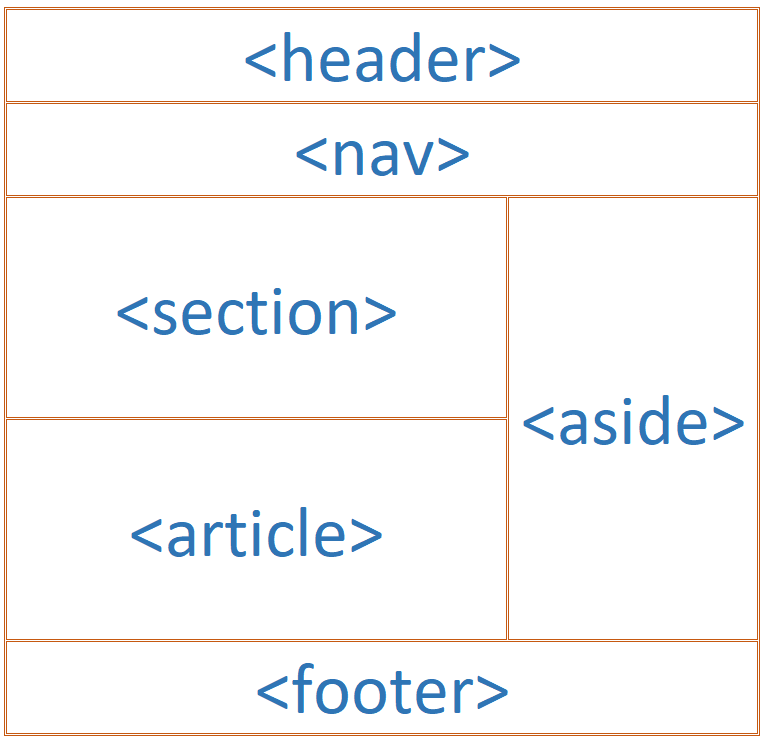 <header>
<nav>
<section>
<aside>
<article>
<footer>